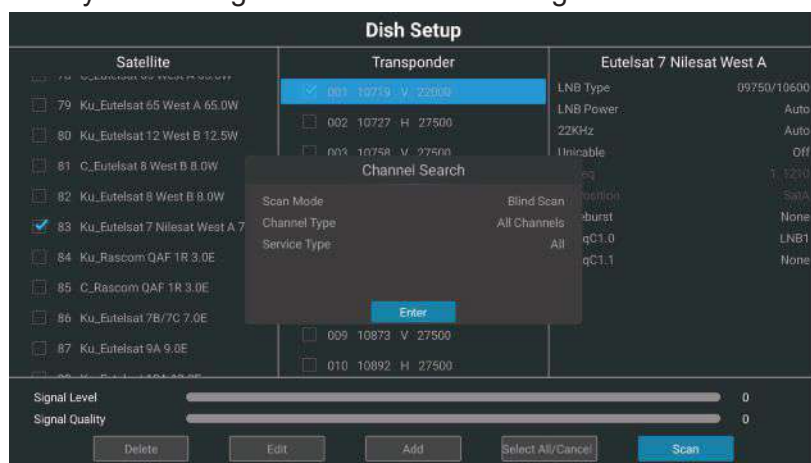 Dish Setup
Satellite
79 Ku_Eutelsat 65 West A 65.0W
80 Ku_Eutelsat 12 West B 12.5W
81 C_Eutelsat 8 West B 8.0W
82 Ku_Eutelsat 8 West B 8.0W
83 Ku_Eutelsat 7 Nilesat West A 7
84 Ku_Rascom QAF 1R 3.0E
85 C_Rascom QAF 1R 3.0E
86 Ku_Eutelsat 7B/7C 7.0E
87 Ku_Eutelsat 9A 9.0E
Transponder
001 10719 V 22000
002 10727 H 27500
003 10758 V 27500
009 10873 V 27500
010 10892 H 27500
Eutelsat 7 Nilesat West A
LNB Type 09750/10600
LNB Power Auto
22KHz Auto
Unicable Off
1, 1210
SatA
None
LNB1
None
Channel Search
Scan Mode Blind Scan
Channel Type All Channels
Service Type All
Enter
Signal Level 0
Signal Quality 0
Delete Edit Add Select All/Cancel Scan